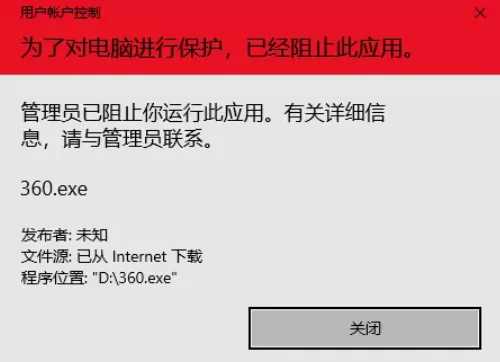 用户帐户控制
为了对电脑进行保护，已经阻止此应用。
管理员已阻止你运行此应用。有关详细信
息，请与管理员联系。
360.exe
发布者: 未知
文件源: 已从 Internet 下载
程序位置: "D:\360.exe"
关闭